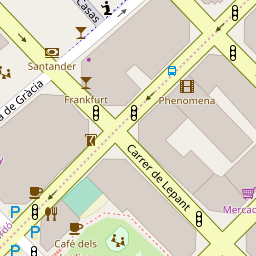 Casas
Santander
Frankfurt
Phenomena
a de Gràcia
Carrer de Lepant
Merca
Café dels